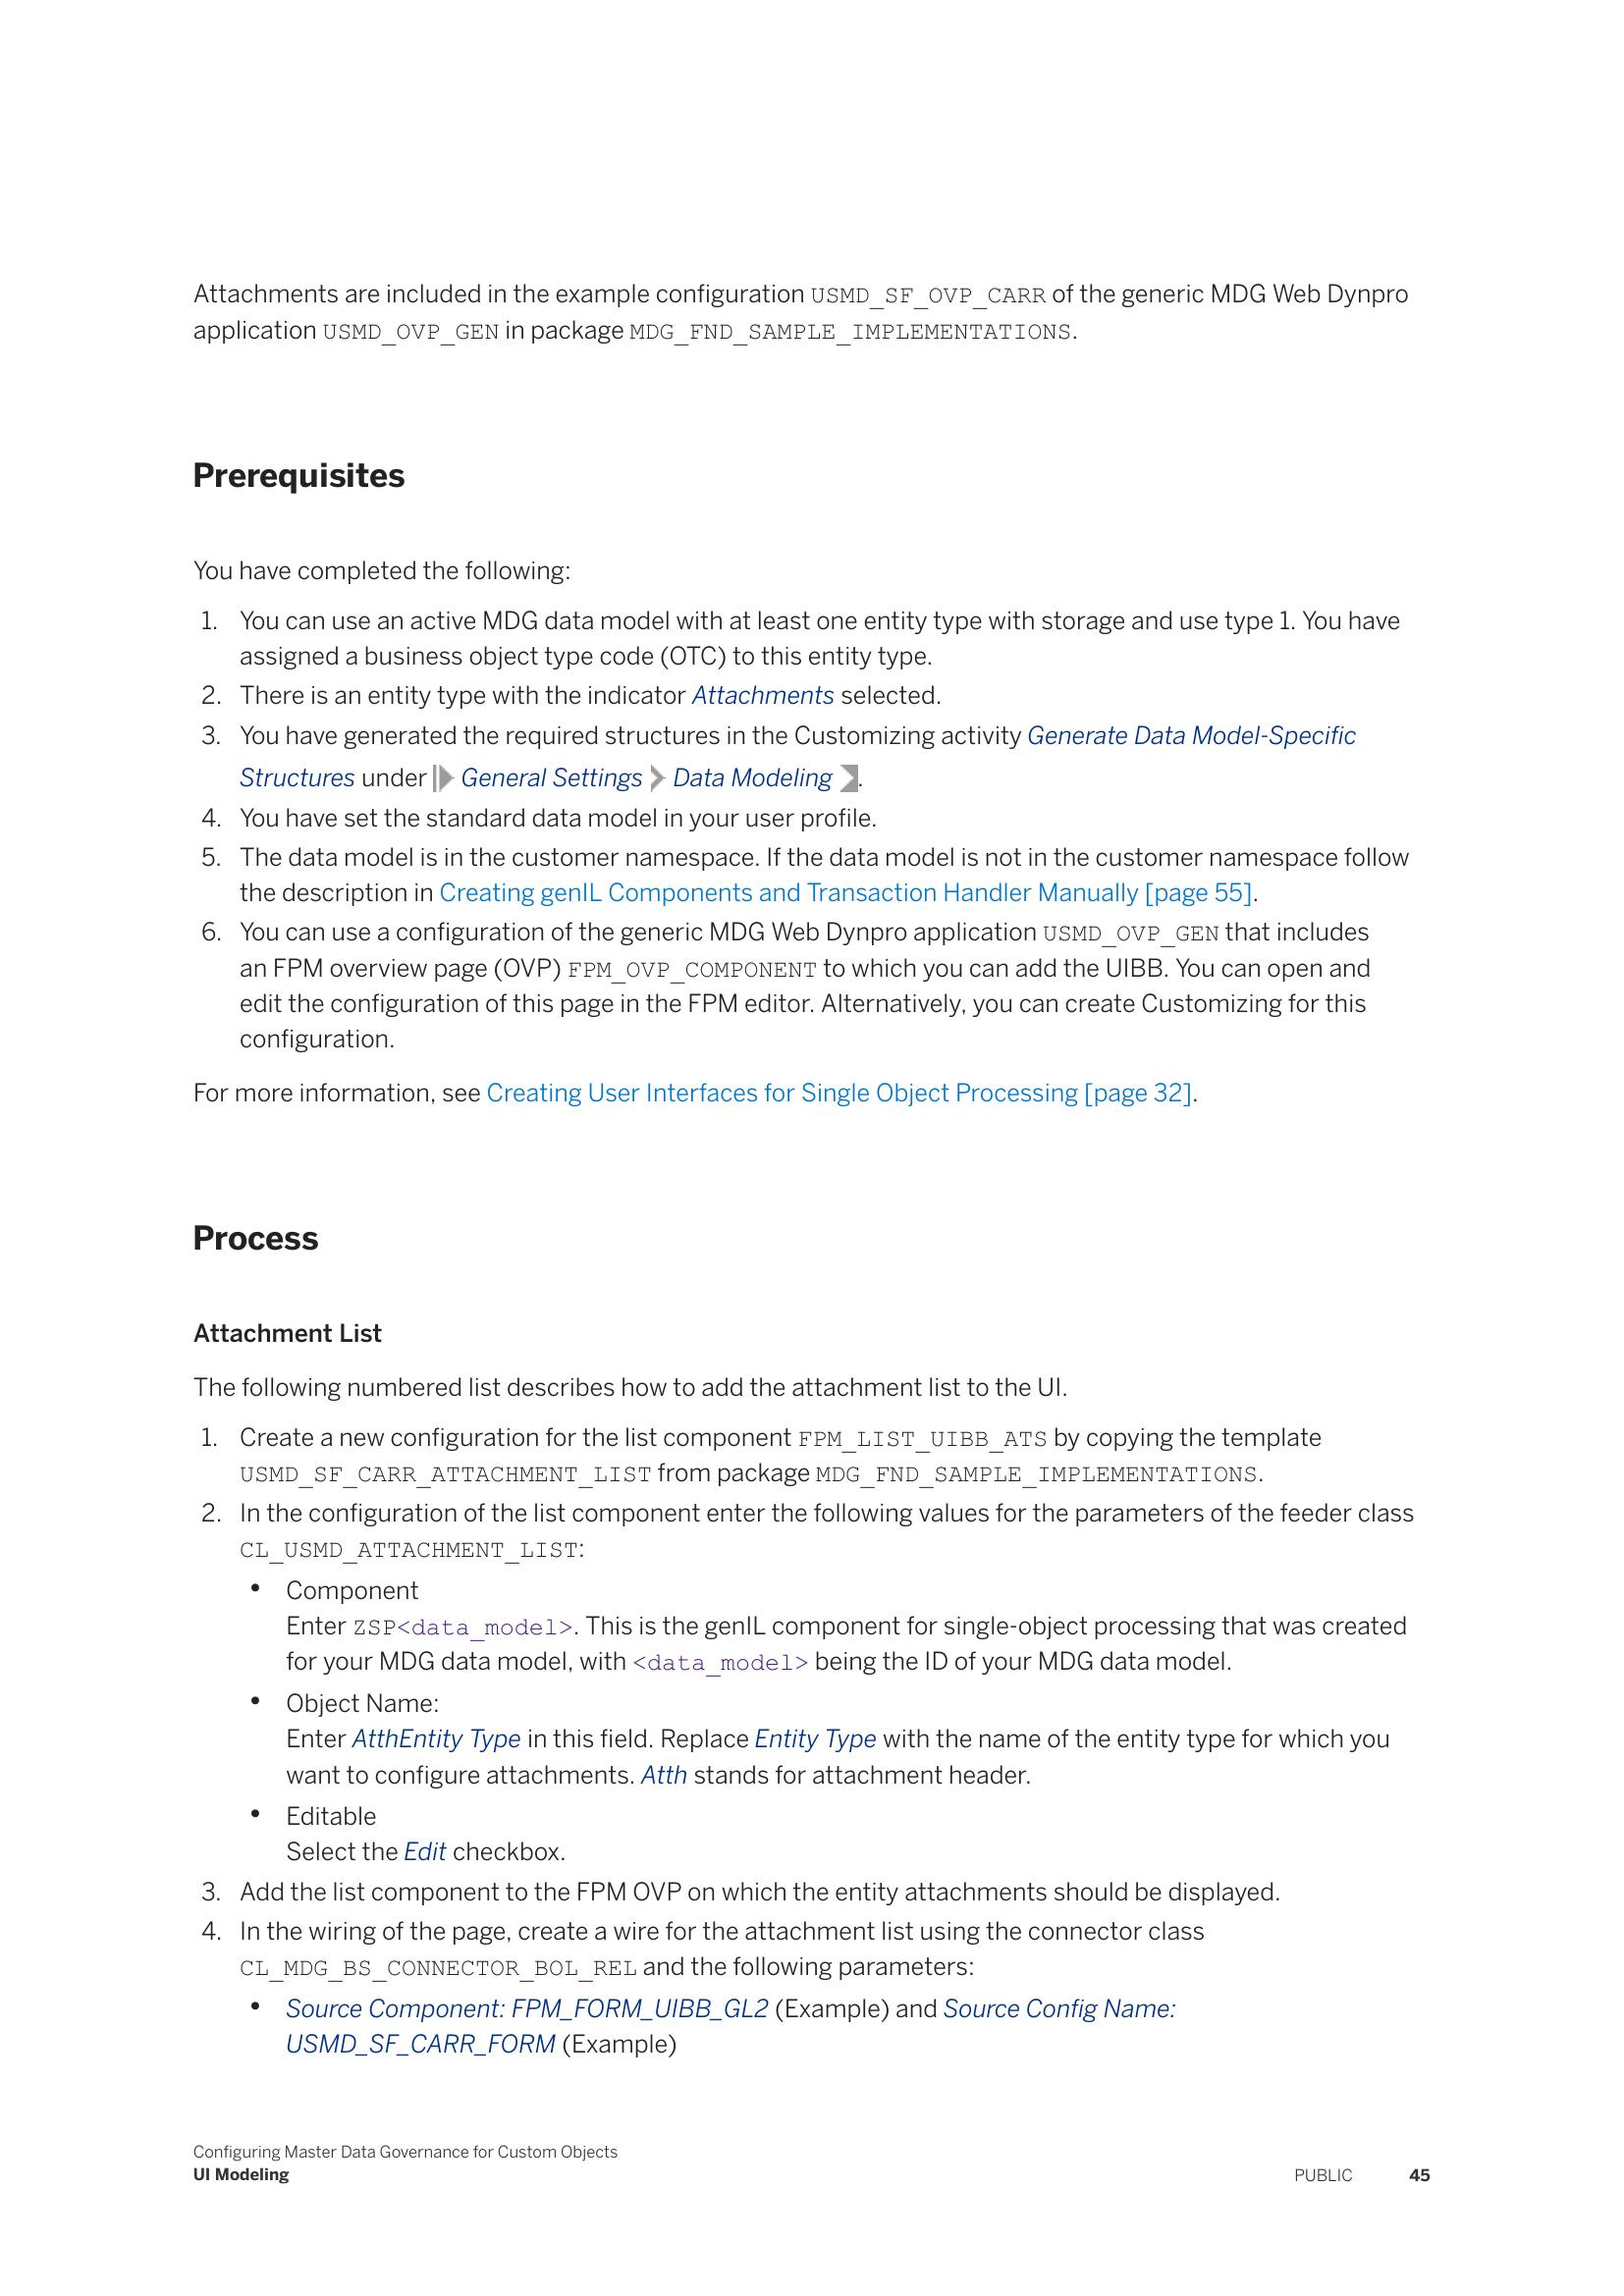 Attachments are included in the example configuration USMD_SF_OVP_CARR of the generic MDG Web Dynpro
application USMD_OVP_GEN in package MDG_FND_SAMPLE_IMPLEMENTATIONS.
Prerequisites
You have completed the following:
1. You can use an active MDG data model with at least one entity type with storage and use type 1. You have
assigned a business object type code (OTC) to this entity type.
2. There is an entity type with the indicator Attachments selected.
3. You have generated the required structures in the Customizing activity Generate Data Model-Specific
Structures under General Settings Data Modeling .
4. You have set the standard data model in your user profile.
5. The data model is in the customer namespace. If the data model is not in the customer namespace follow
the description in Creating genIL Components and Transaction Handler Manually [page 55].
6. You can use a configuration of the generic MDG Web Dynpro application USMD_OVP_GEN that includes
an FPM overview page (OVP) FPM_OVP_COMPONENT to which you can add the UIBB. You can open and
edit the configuration of this page in the FPM editor. Alternatively, you can create Customizing for this
configuration.
For more information, see Creating User Interfaces for Single Object Processing [page 32].
Process
Attachment List
The following numbered list describes how to add the attachment list to the UI.
1. Create a new configuration for the list component FPM_LIST_UIBB_ATS by copying the template
USMD_SF_CARR_ATTACHMENT_LIST from package MDG_FND_SAMPLE_IMPLEMENTATIONS.
2. In the configuration of the list component enter the following values for the parameters of the feeder class
CL_USMD_ATTACHMENT_LIST:
• Component
Enter ZSP<data_model>. This is the genIL component for single-object processing that was created
for your MDG data model, with <data_model> being the ID of your MDG data model.
• Object Name:
Enter AtthEntity Type in this field. Replace Entity Type with the name of the entity type for which you
want to configure attachments. Atth stands for attachment header.
• Editable
Select the Edit checkbox.
3. Add the list component to the FPM OVP on which the entity attachments should be displayed.
4. In the wiring of the page, create a wire for the attachment list using the connector class
CL_MDG_BS_CONNECTOR_BOL_REL and the following parameters:
• Source Component: FPM_FORM_UIBB_GL2 (Example) and Source Config Name:
USMD_SF_CARR_FORM (Example)
Configuring Master Data Governance for Custom Objects
UI Modeling
PUBLIC 45